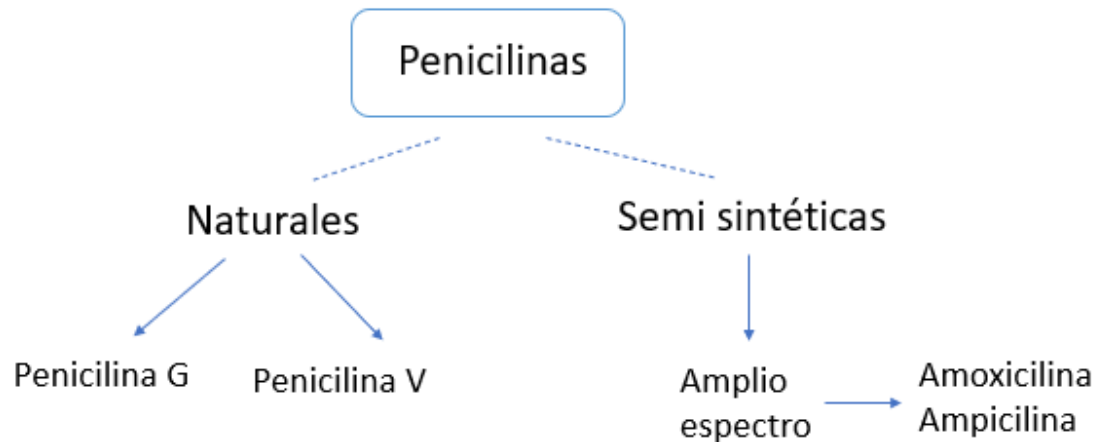 Penicilinas
Naturales
Semi sintéticas
Penicilina G
Penicilina V
Amplio
espectro
Amoxicilina
Ampicilina